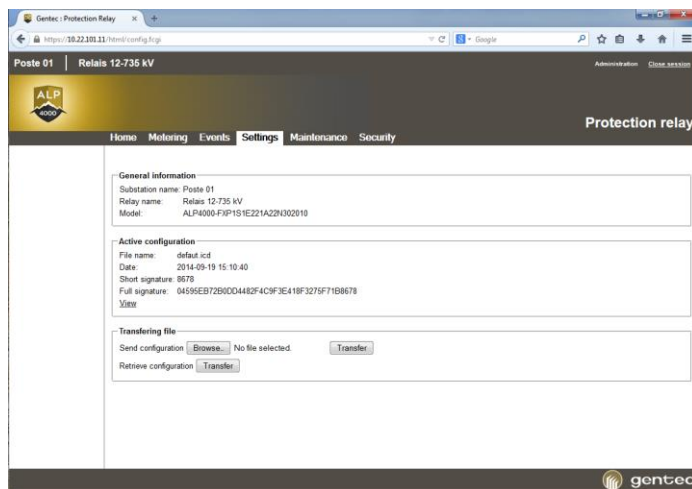 Gentec : Protection Relay
https://10.22.101.11/html/config.fcgi
Google
Poste 01 Relais 12-735 kV
Administration Close session
ALP
4000
Protection relay
Home Metering Events Settings Maintenance Security
General information
Substation name: Poste 01
Relay name: Relais 12-735 kV
Model: ALP4000-FXP1S1E221A22N302010
Active configuration
File name: defaut.icd
Date: 2014-09-19 15:10:40
Short signature: 8678
Full signature: 04595EB72B0DD4482F4C9F3E418F3275F71B8678
View
Transfering file
Send configuration Browse.. No file selected. Transfer
Retrieve configuration Transfer
gentec